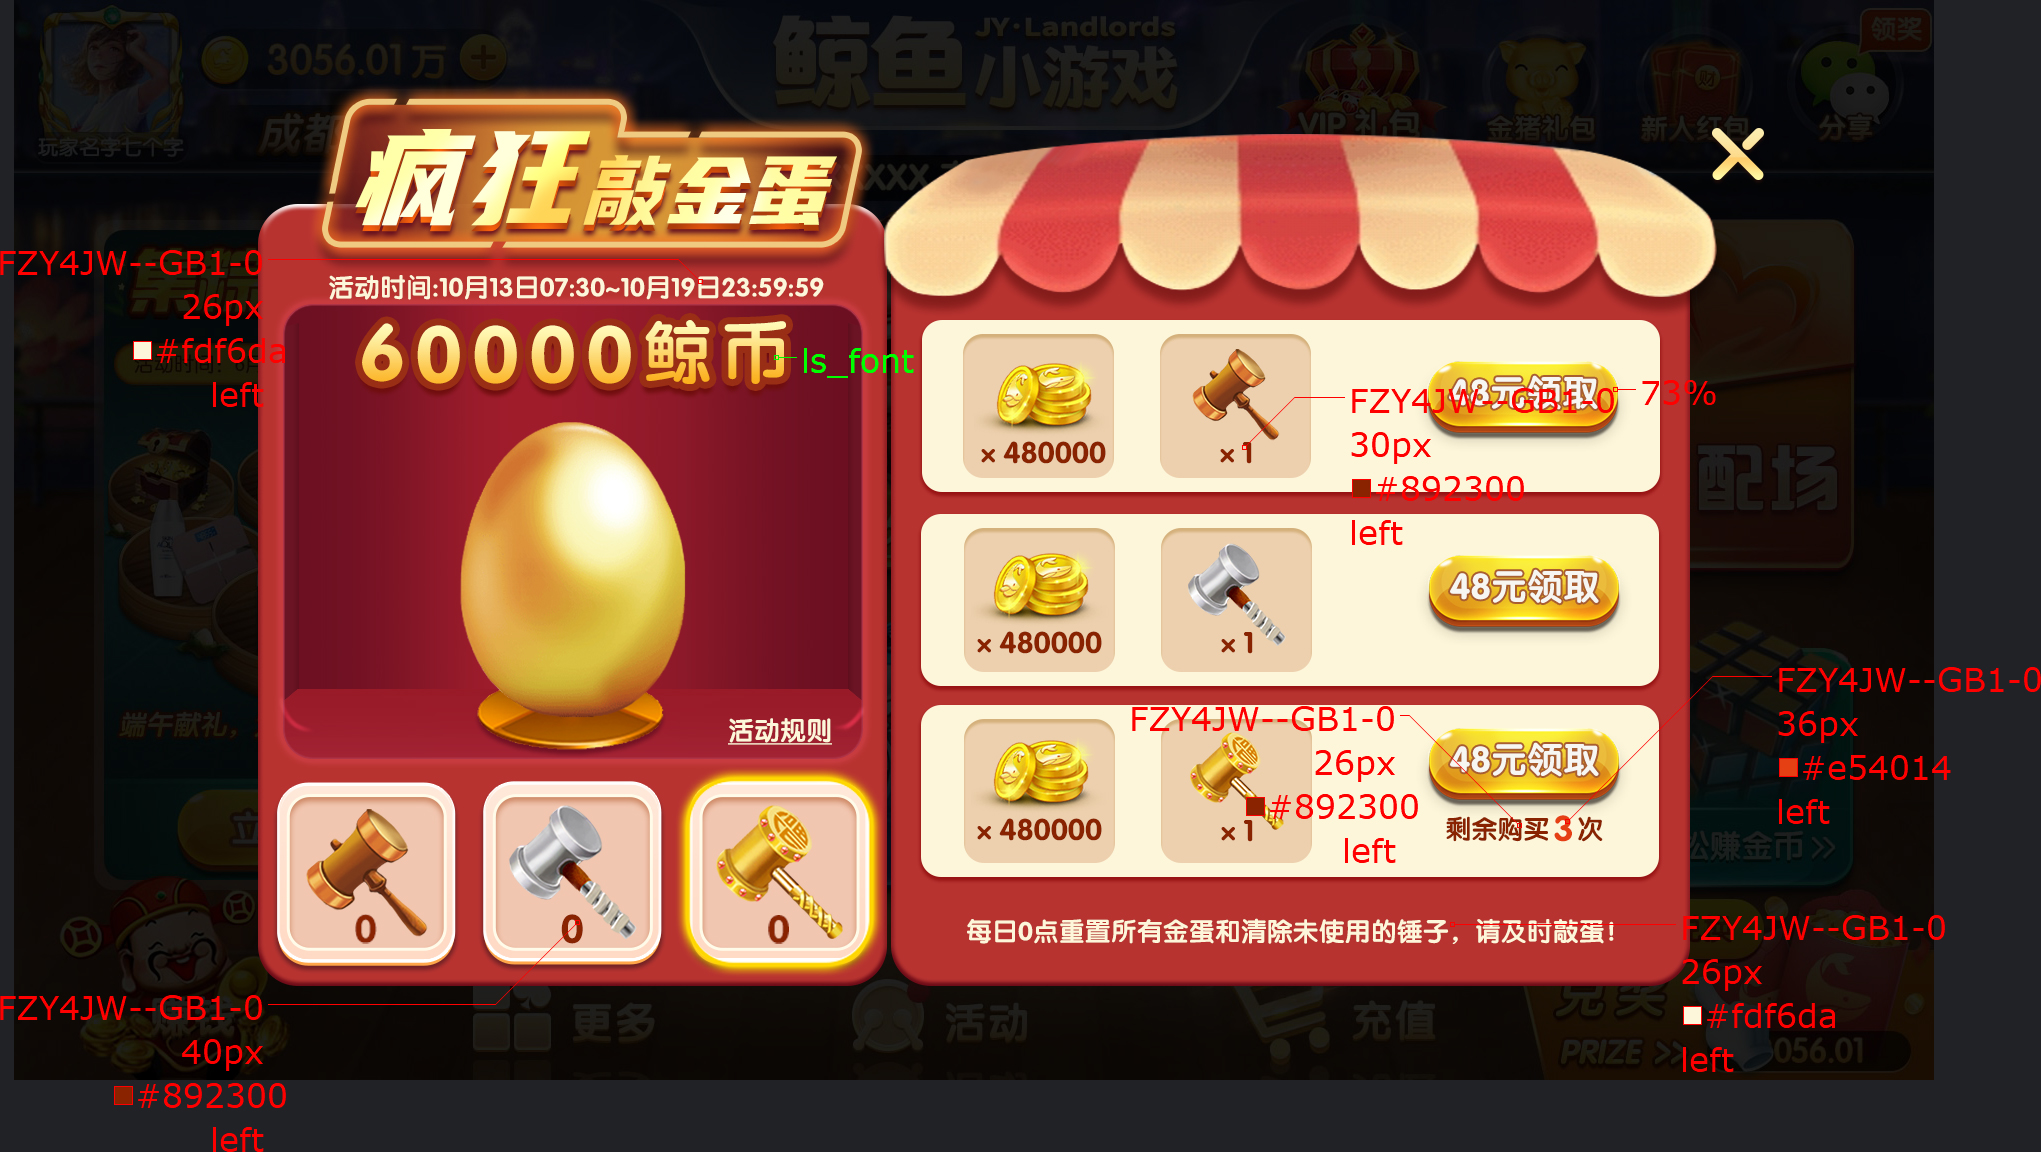 领奖
JY·Landlords
鲸鱼
小游戏
3056.01万
成都
玩家名字七个字
VIP 礼包
金猪礼包
新人红包
分享
疯狂敲金蛋
XXX
FZY4JW--GB1-0
26px
#fdf6da
left
活动时间:10月13日07:30~10月19日23:59:59
60000鲸币
ls_font
× 480000
× 1
48元领取
73%
FZY4JW--GB1-0
30px
#892300
left
配场
× 480000
× 1
48元领取
端午献礼，
活动规则
FZY4JW--GB1-0
26px
#892300
left
× 480000
× 1
48元领取
剩余购买3次
FZY4JW--GB1-0
36px
#e54014
left
松赚金币>>
0
0
0
每日0点重置所有金蛋和清除未使用的锤子，请及时敲蛋!
FZY4JW--GB1-0
26px
#fdf6da
left
FZY4JW--GB1-0
40px
#892300
left
更多
活动
充值
兑奖
PRIZE >>
056.01